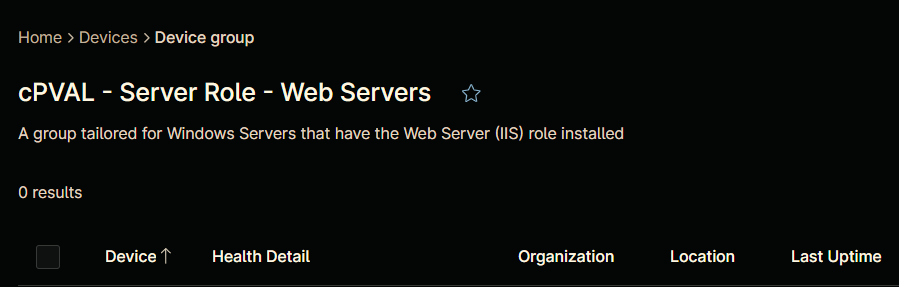 Home > Devices > Device group
cPVAL - Server Role - Web Servers
A group tailored for Windows Servers that have the Web Server (IIS) role installed
0 results
Device ↑ Health Detail Organization Location Last Uptime